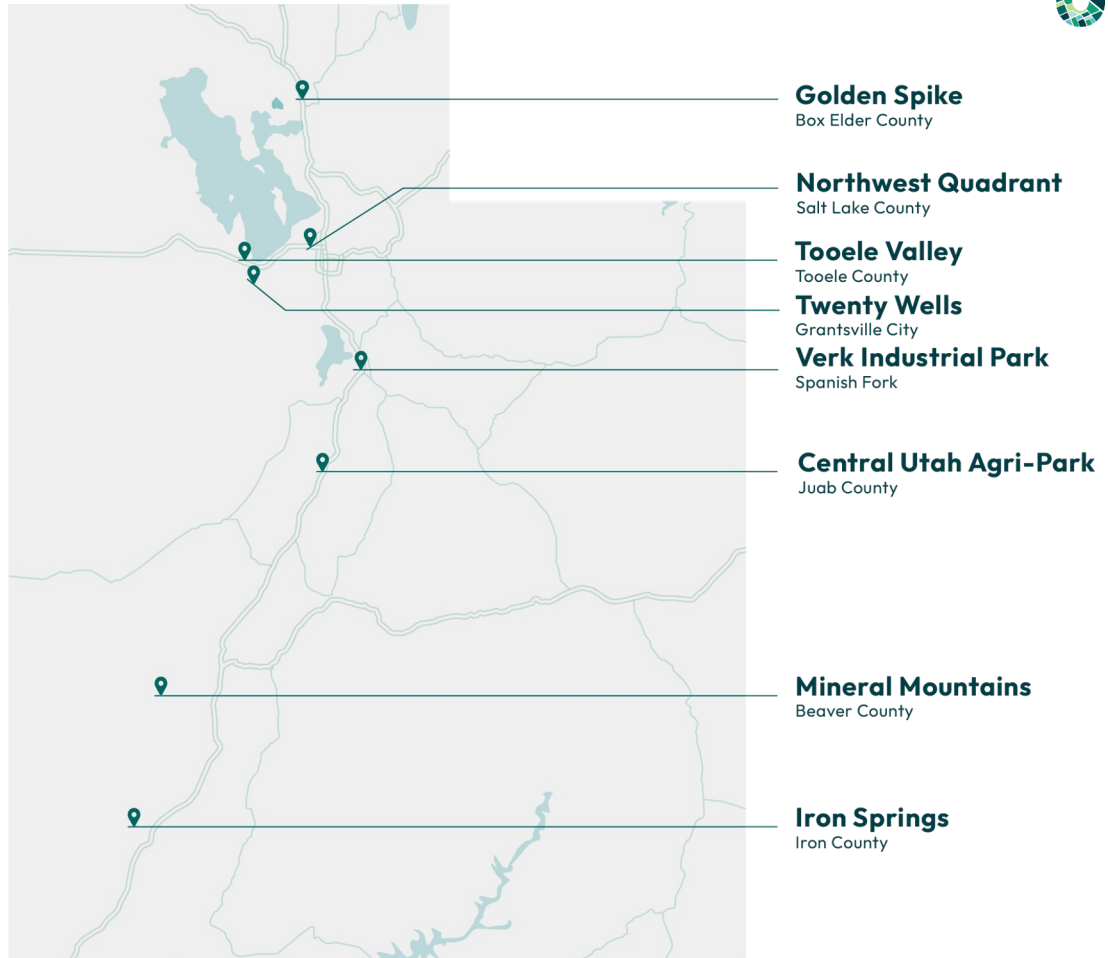 Golden Spike
Box Elder County
Northwest Quadrant
Salt Lake County
Tooele Valley
Tooele County
Twenty Wells
Grantsville City
Verk Industrial Park
Spanish Fork
Central Utah Agri-Park
Juab County
Mineral Mountains
Beaver County
Iron Springs
Iron County